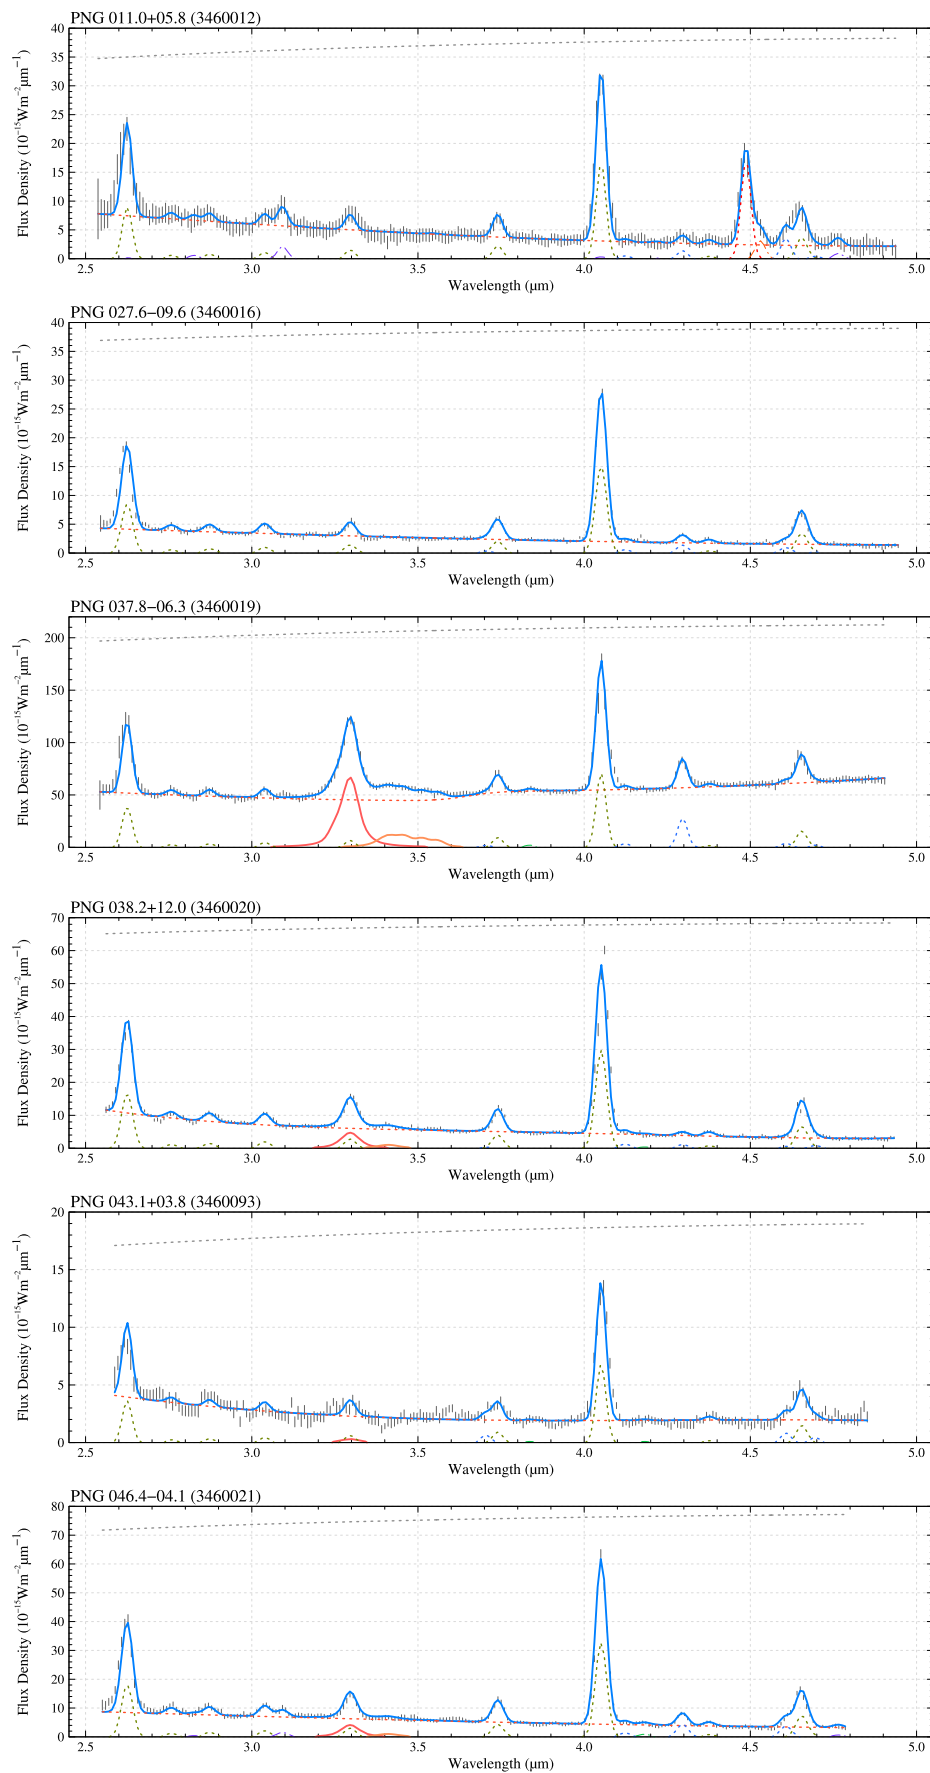 PNG 011.0+05.8 (3460012)
40
35
30
25
20
15
10
5
0
Flux Density (10⁻¹⁵Wm⁻²µm⁻¹)
2.5 3.0 3.5 4.0 4.5 5.0
Wavelength (µm)
PNG 027.6−09.6 (3460016)
40
35
30
25
20
15
10
5
0
Flux Density (10⁻¹⁵Wm⁻²µm⁻¹)
2.5 3.0 3.5 4.0 4.5 5.0
Wavelength (µm)
PNG 037.8−06.3 (3460019)
200
150
100
50
0
Flux Density (10⁻¹⁵Wm⁻²µm⁻¹)
2.5 3.0 3.5 4.0 4.5 5.0
Wavelength (µm)
PNG 038.2+12.0 (3460020)
70
60
50
40
30
20
10
0
Flux Density (10⁻¹⁵Wm⁻²µm⁻¹)
2.5 3.0 3.5 4.0 4.5 5.0
Wavelength (µm)
PNG 043.1+03.8 (3460093)
20
15
10
5
0
Flux Density (10⁻¹⁵Wm⁻²µm⁻¹)
2.5 3.0 3.5 4.0 4.5 5.0
Wavelength (µm)
PNG 046.4−04.1 (3460021)
80
70
60
50
40
30
20
10
0
Flux Density (10⁻¹⁵Wm⁻²µm⁻¹)
2.5 3.0 3.5 4.0 4.5 5.0
Wavelength (µm)